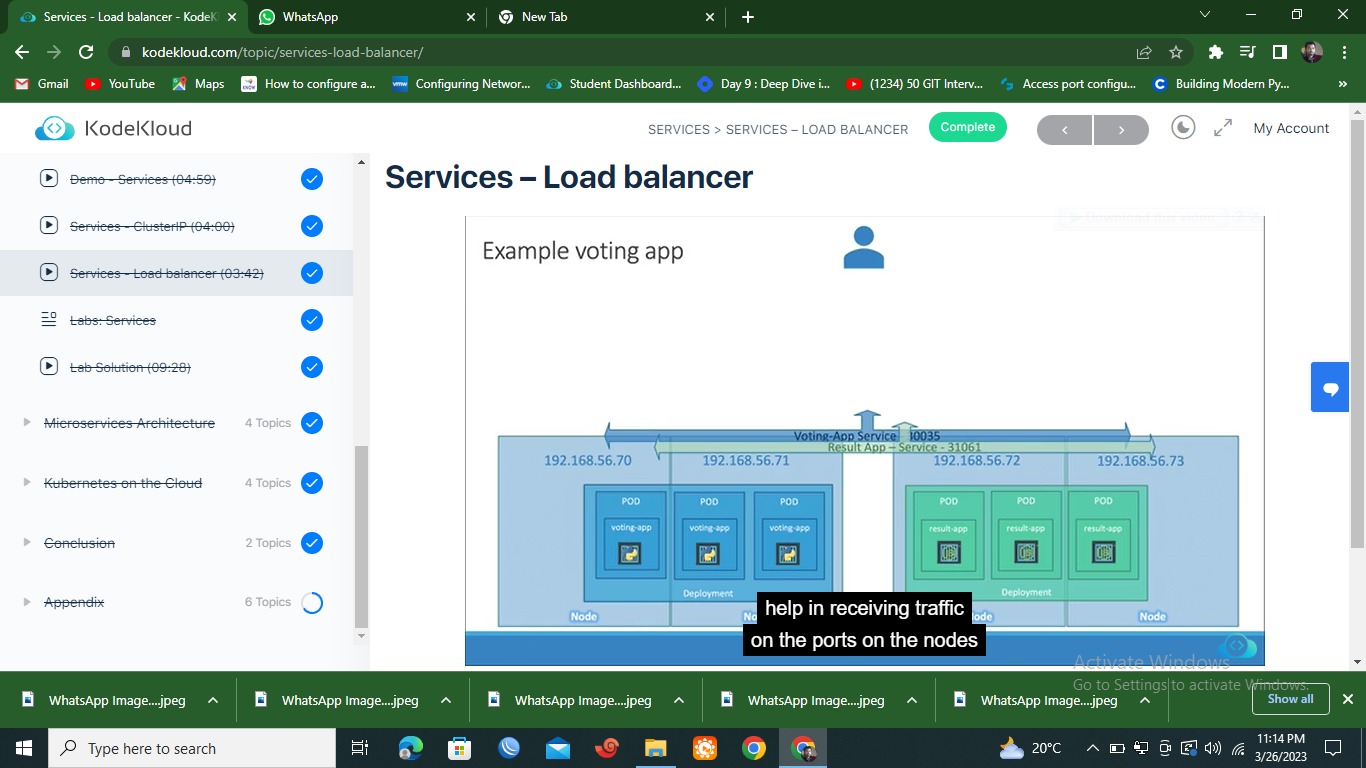 Services - Load balancer - KodeKl
WhatsApp
New Tab
kodekloud.com/topic/services-load-balancer/
Gmail
YouTube
Maps
How to configure a...
Configuring Networ...
Student Dashboard...
Day 9 : Deep Dive i...
(1234) 50 GIT Interv...
Access port configu...
Building Modern Py...
KodeKloud
SERVICES > SERVICES – LOAD BALANCER
Complete
My Account
Demo - Services (04:59)
Services - ClusterIP (04:00)
Services - Load balancer (03:42)
Labs: Services
Lab Solution (09:28)
Microservices Architecture 4 Topics
Kubernetes on the Cloud 4 Topics
Conclusion 2 Topics
Appendix 6 Topics
Services – Load balancer
Example voting app
Voting-App Service
Result App – Service - 31061
192.168.56.70 192.168.56.71 192.168.56.72 192.168.56.73
POD POD POD POD POD POD
voting-app voting-app voting-app result-app result-app result-app
Deployment Deployment
Node Node
help in receiving traffic
on the ports on the nodes
Activate Windows
Go to Settings to activate Windows.
WhatsApp Image....jpeg
WhatsApp Image....jpeg
WhatsApp Image....jpeg
WhatsApp Image....jpeg
WhatsApp Image....jpeg
Show all
Type here to search
20°C
11:14 PM
3/26/2023